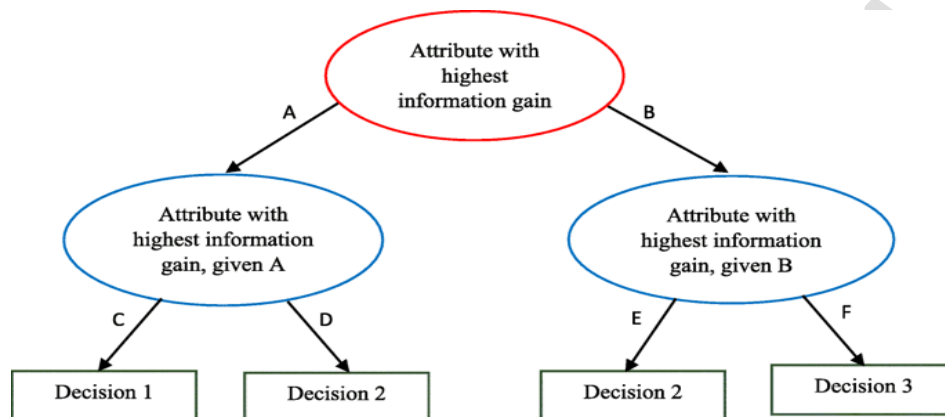 Attribute with
highest
information gain
A
B
Attribute with
highest information
gain, given A
Attribute with
highest information
gain, given B
C
D
E
F
Decision 1
Decision 2
Decision 2
Decision 3